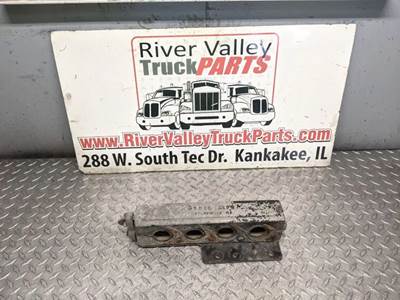 River Valley
TruckPARTS
www.RiverValleyTruckParts.com
288 W. South Tec Dr. Kankakee, IL